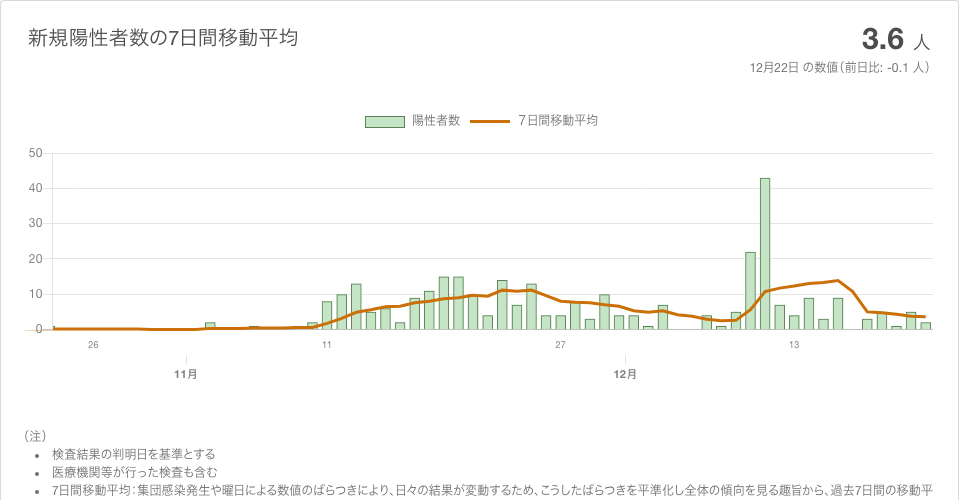 新規陽性者数の7日間移動平均
3.6 人
12月22日 の数値（前日比: -0.1 人）
陽性者数 7日間移動平均
50
40
30
20
10
0
26 11 27 13
11月 12月
（注）
検査結果の判明日を基準とする
医療機関等が行った検査も含む
7日間移動平均：集団感染発生や曜日による数値のばらつきにより、日々の結果が変動するため、こうしたばらつきを平準化し全体の傾向を見る趣旨から、過去7日間の移動平